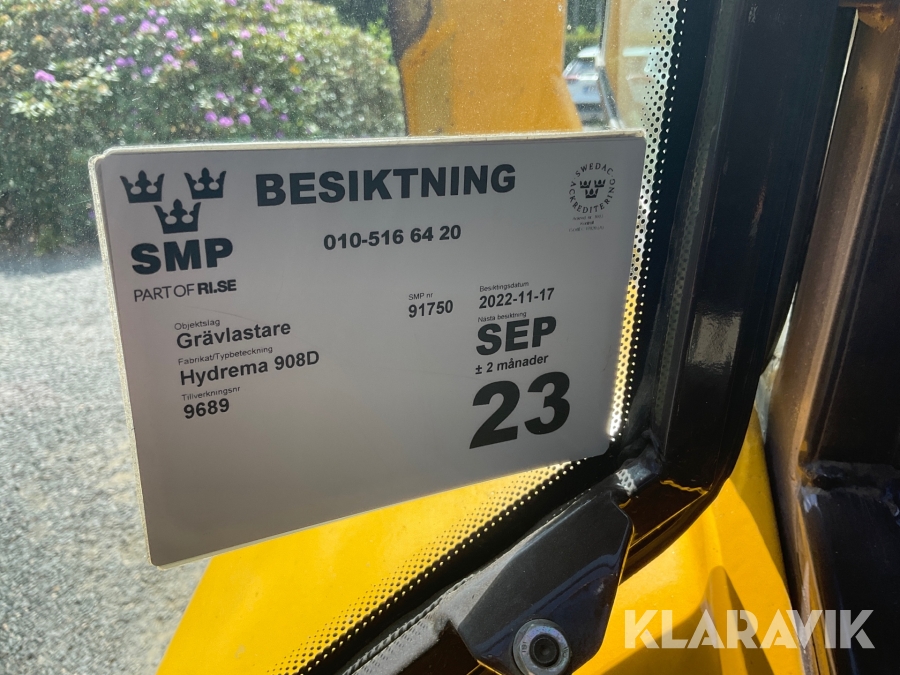 BESIKTNING
SWEDAC ACKREDITERING
010-516 64 20
SMP
PART OF RI.SE
Objektslag
Grävlastare
Fabrikat/Typbeteckning
Hydrema 908D
Tillverkningsnr
9689
SMP nr
91750
Besiktningsdatum
2022-11-17
Nästa besiktning
SEP
± 2 månader
23
KLARAVIK